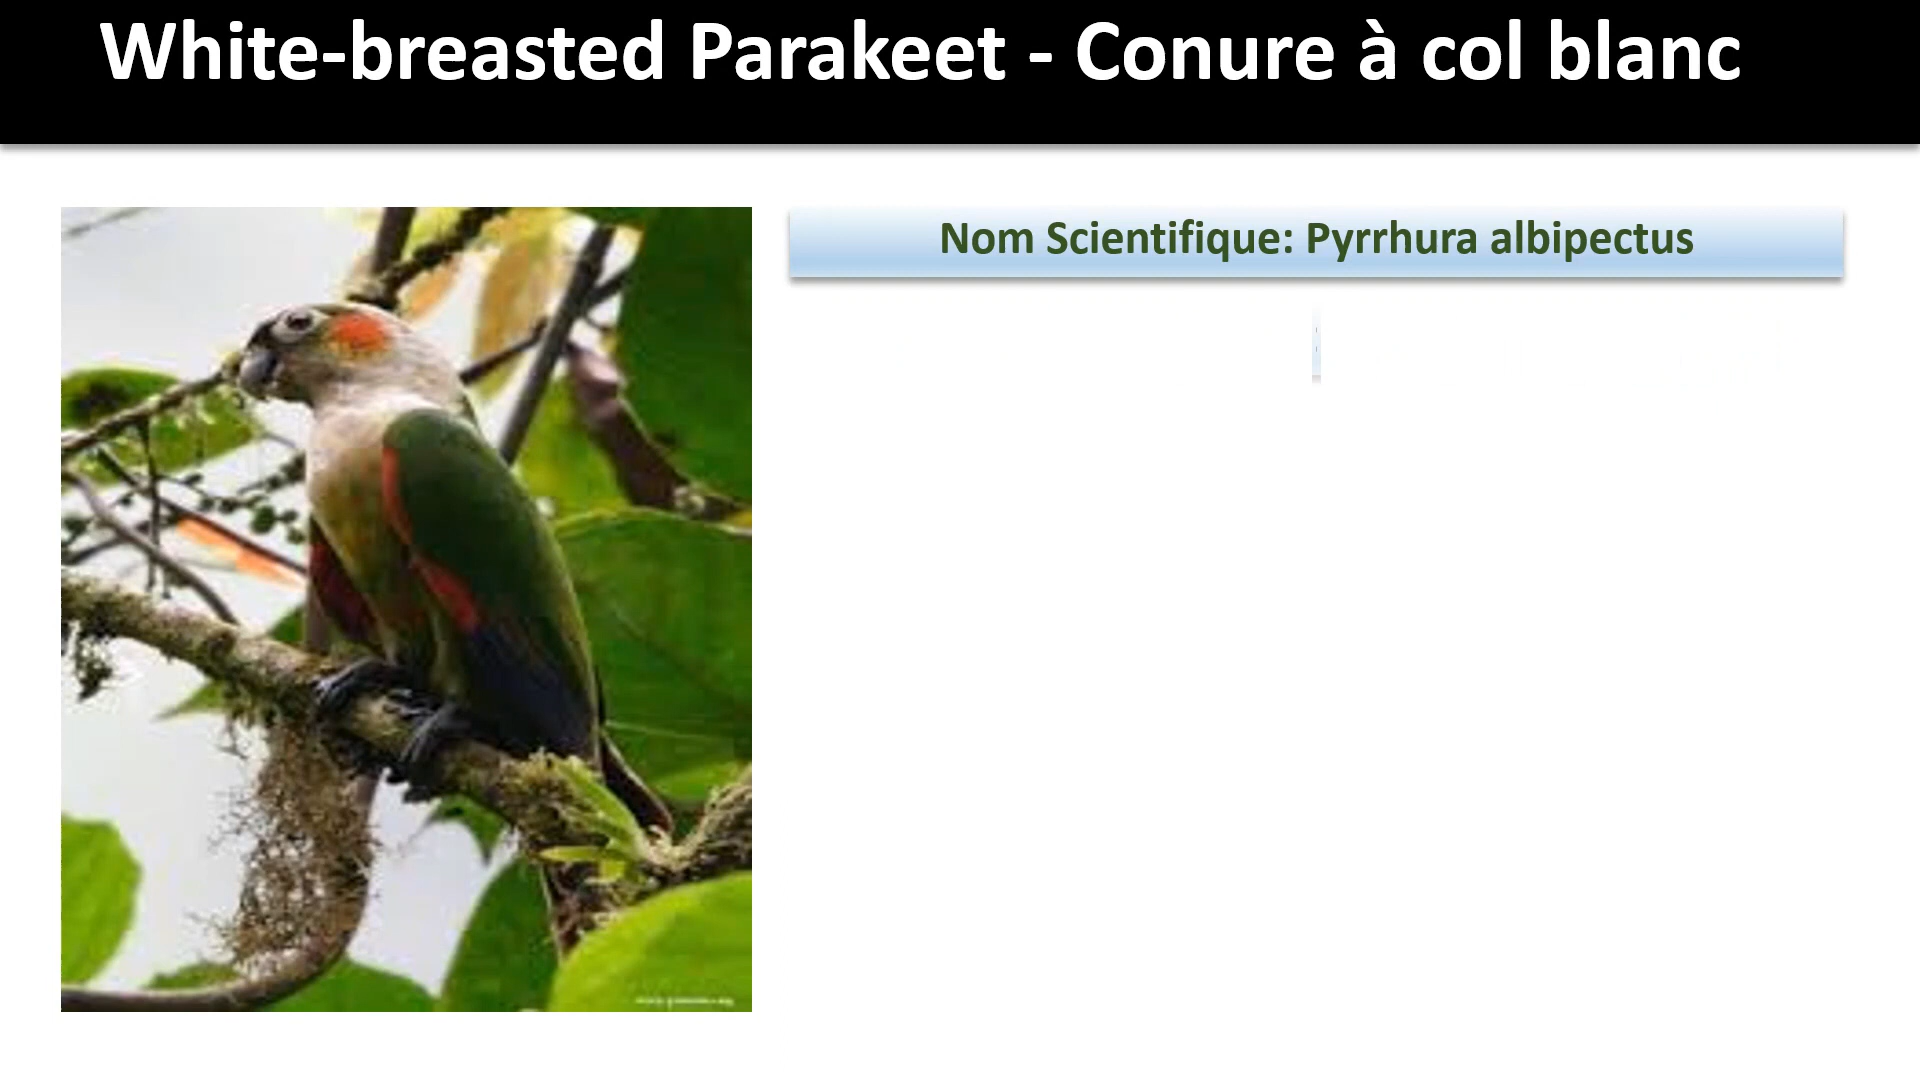 White-breasted Parakeet - Conure à col blanc
Nom Scientifique: Pyrrhura albipectus